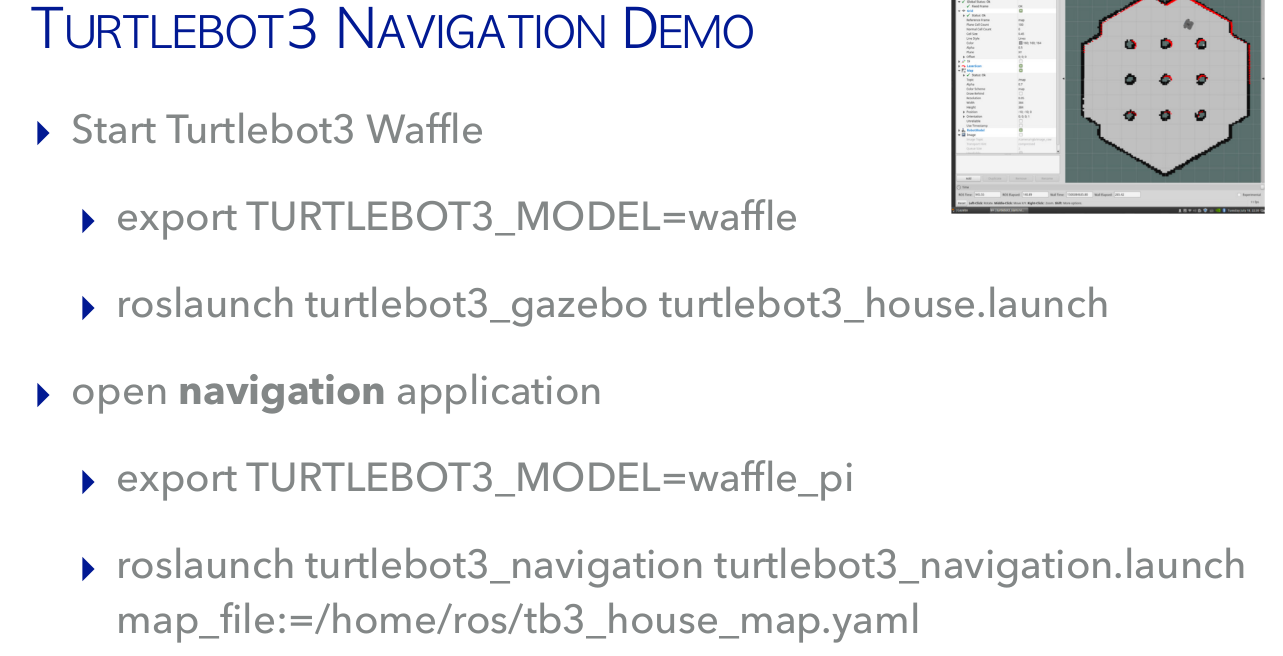 TURTLEBOT3 NAVIGATION DEMO
Start Turtlebot3 Waffle
export TURTLEBOT3_MODEL=waffle
roslaunch turtlebot3_gazebo turtlebot3_house.launch
open navigation application
export TURTLEBOT3_MODEL=waffle_pi
roslaunch turtlebot3_navigation turtlebot3_navigation.launch
map_file:=/home/ros/tb3_house_map.yaml